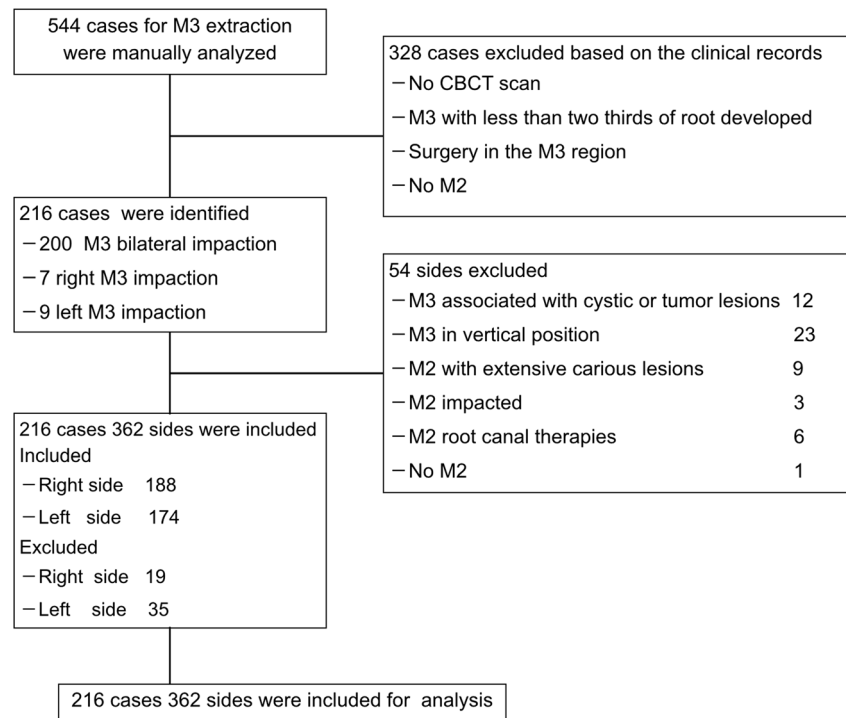 544 cases for M3 extraction
were manually analyzed
328 cases excluded based on the clinical records
−No CBCT scan
−M3 with less than two thirds of root developed
−Surgery in the M3 region
−No M2
216 cases were identified
−200 M3 bilateral impaction
−7 right M3 impaction
−9 left M3 impaction
54 sides excluded
−M3 associated with cystic or tumor lesions 12
−M3 in vertical position 23
−M2 with extensive carious lesions 9
−M2 impacted 3
−M2 root canal therapies 6
−No M2 1
216 cases 362 sides were included
Included
−Right side 188
−Left side 174
Excluded
−Right side 19
−Left side 35
216 cases 362 sides were included for analysis